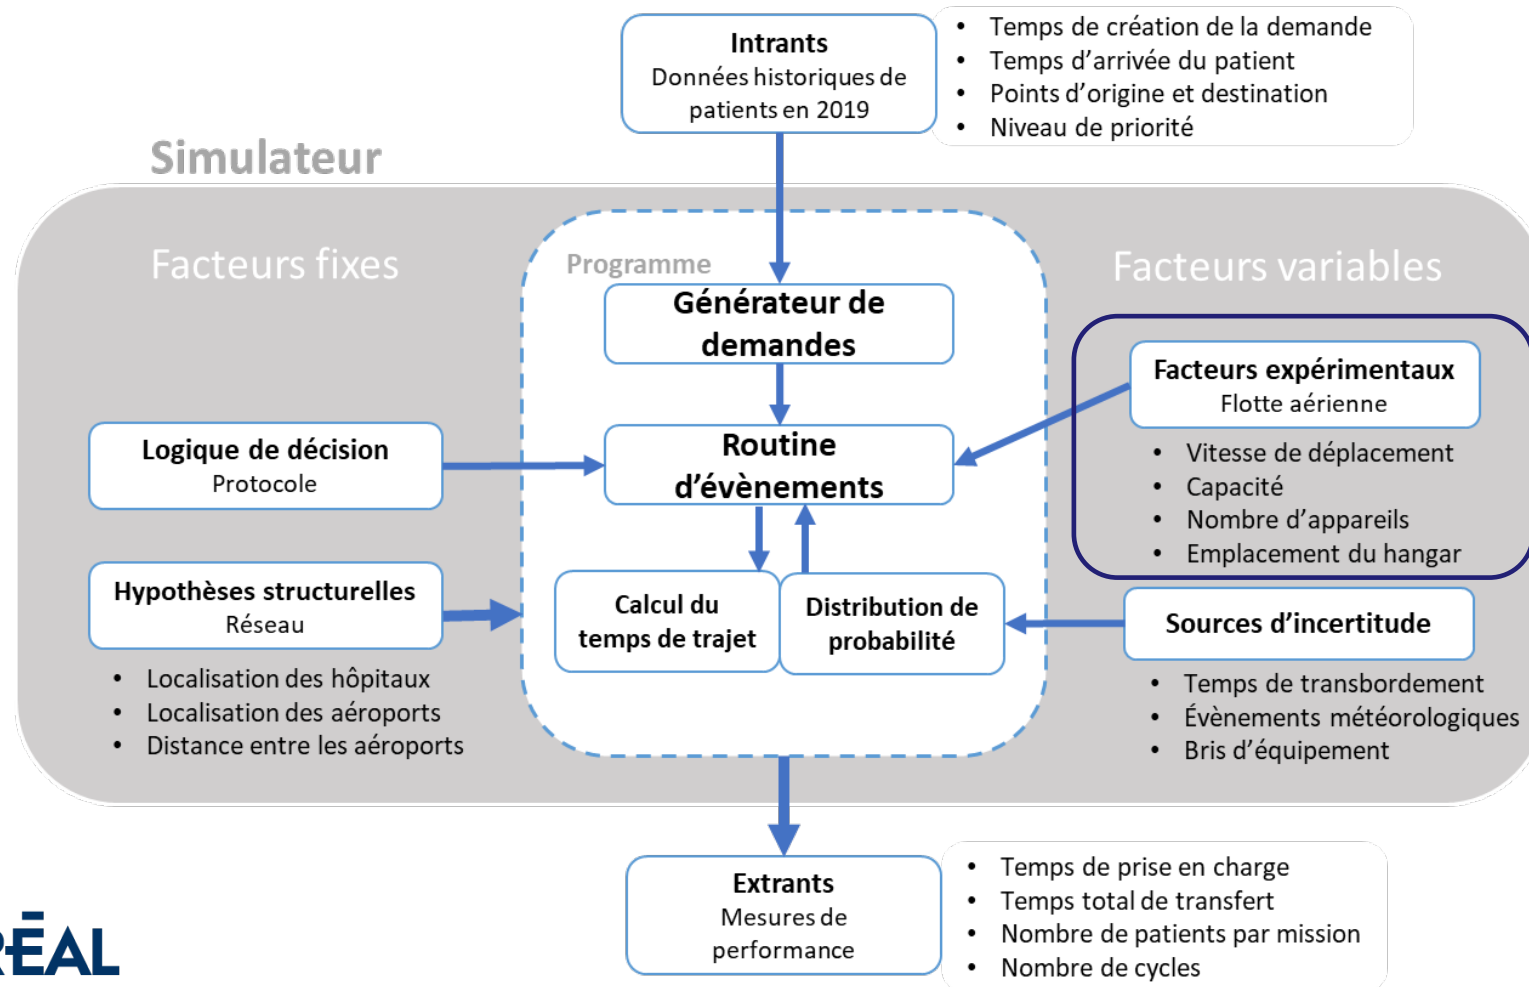 Intrants
Données historiques de
patients en 2019
• Temps de création de la demande
• Temps d'arrivée du patient
• Points d'origine et destination
• Niveau de priorité
Simulateur
Facteurs fixes
Programme
Facteurs variables
Générateur de
demandes
Facteurs expérimentaux
Flotte aérienne
• Vitesse de déplacement
• Capacité
• Nombre d'appareils
• Emplacement du hangar
Logique de décision
Protocole
Routine
d'évènements
Hypothèses structurelles
Réseau
• Localisation des hôpitaux
• Localisation des aéroports
• Distance entre les aéroports
Calcul du
temps de trajet
Distribution de
probabilité
Sources d'incertitude
• Temps de transbordement
• Évènements météorologiques
• Bris d'équipement
Extrants
Mesures de
performance
• Temps de prise en charge
• Temps total de transfert
• Nombre de patients par mission
• Nombre de cycles
RÉAL